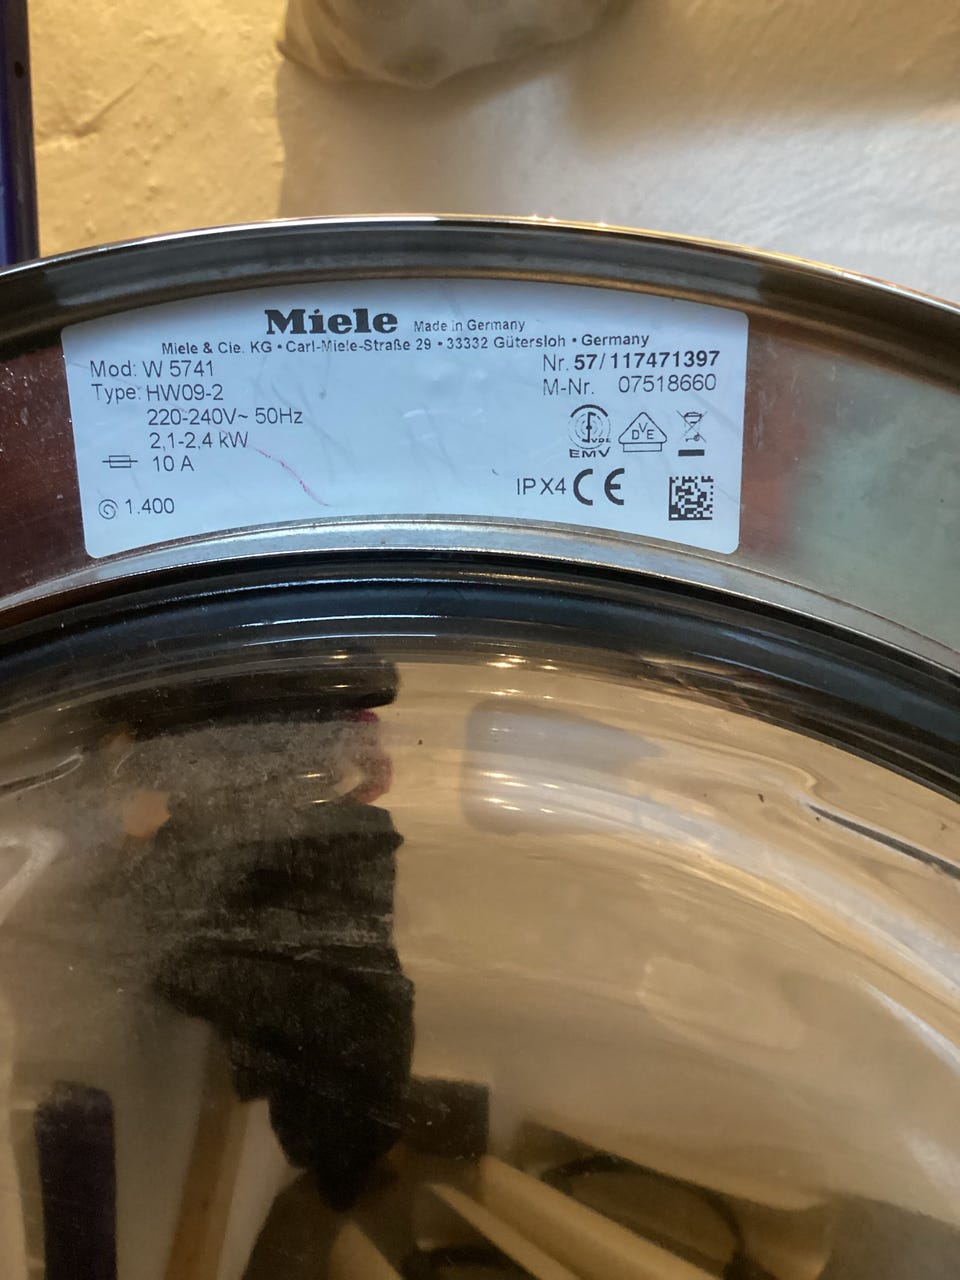 Miele Made in Germany
Miele & Cie. KG • Carl-Miele-Straße 29 • 33332 Gütersloh • Germany
Mod: W 5741
Nr. 57/117471397
Type: HW09-2
M-Nr. 07518660
220-240V~ 50Hz
2,1-2,4 kW
10 A
VDE
EMV
DVE
IPX4 CE
1.400